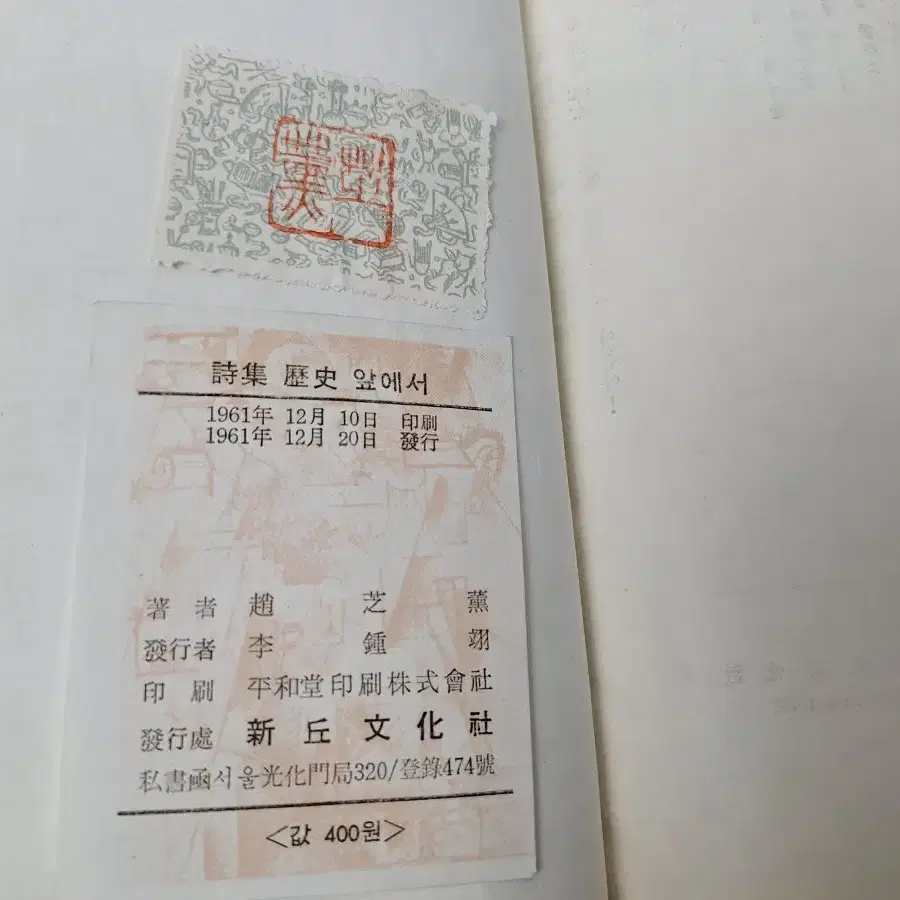 詩集 歷史 앞에서
1961年 12月 10日 印刷
1961年 12月 20日 發行
著者 趙芝薰
發行者 李鍾翊
印刷 平和堂印刷株式會社
發行處 新丘文化社
私書凾서울光化門局320/登錄474號
<값 400원>